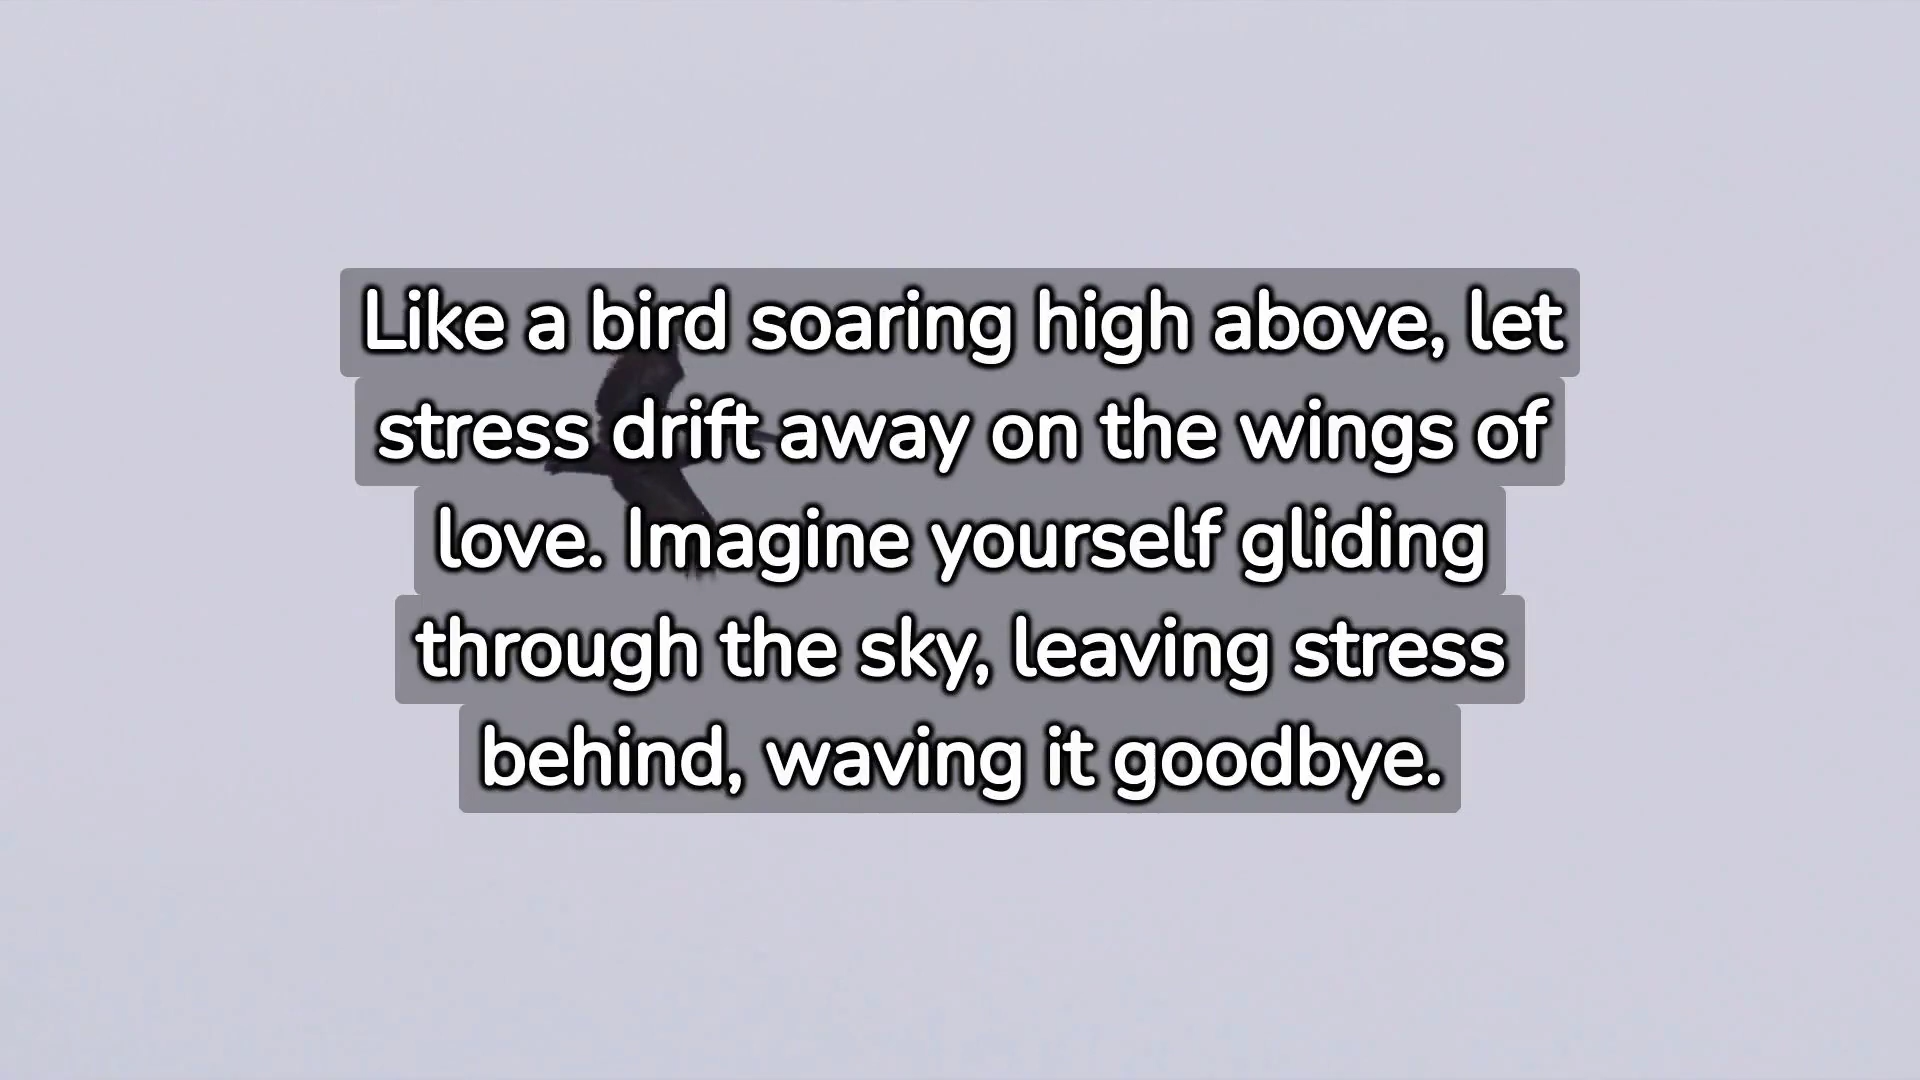 Like a bird soaring high above, let
stress drift away on the wings of
love. Imagine yourself gliding
through the sky, leaving stress
behind, waving it goodbye.